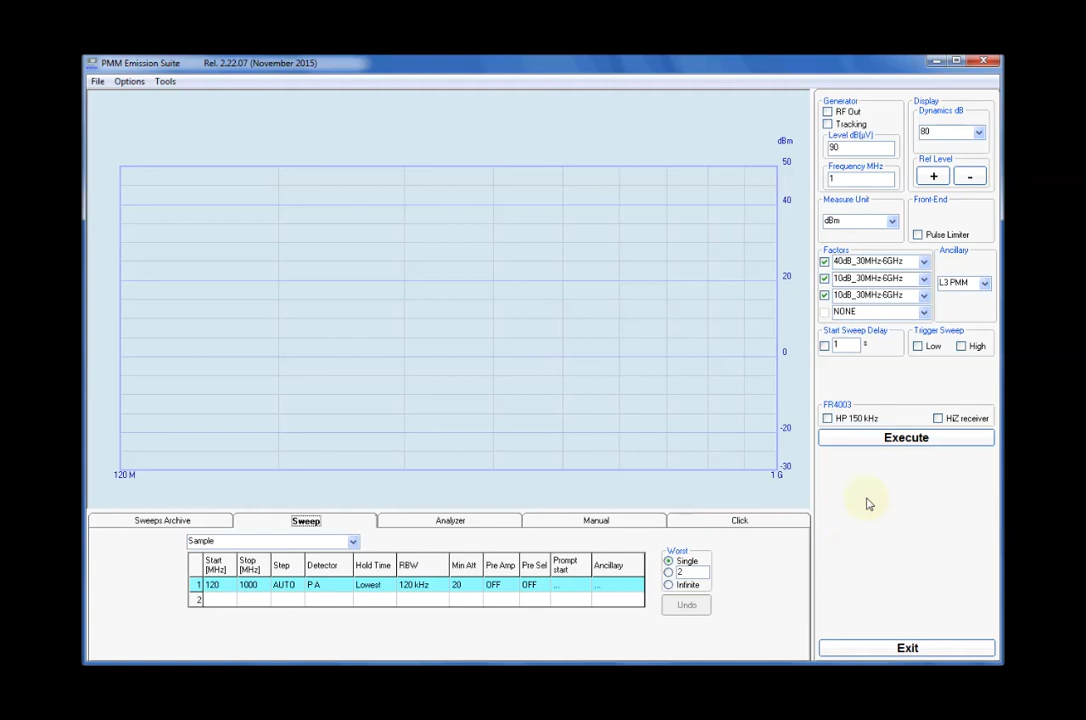 PMM Emission Suite Rel. 2.22.07 (November 2015)
File Options Tools
dBm
50
40
20
0
-20
-30
120 M
1 G
Generator
RF Out
Tracking
Level dB(µV)
90
Frequency MHz
1
Display
Dynamics dB
80
Ref Level
+ -
Measure Unit
dBm
Front-End
Pulse Limiter
Factors
40dB_30MHz-6GHz
10dB_30MHz-6GHz
10dB_30MHz-6GHz
NONE
Ancillary
L3 PMM
Start Sweep Delay
1 s
Trigger Sweep
Low High
FR4003
HP 150 kHz HiZ receiver
Execute
Exit
Sweeps Archive Sweep Analyzer Manual Click
Sample
Start [MHz] Stop [MHz] Step Detector Hold Time RBW Min Att Pre Amp Pre Sel Prompt start Ancillary
1 120 1000 AUTO P A Lowest 120 kHz 20 OFF OFF ... ...
2
Worst
Single
2
Infinite
Undo